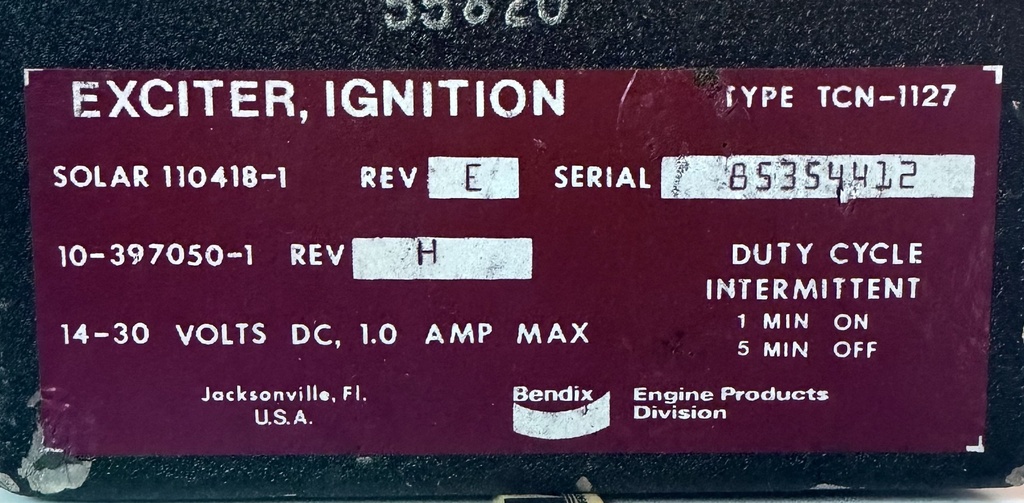 55820
EXCITER, IGNITION
TYPE TCN-1127
SOLAR 110418-1 REV E SERIAL 85354412
10-397050-1 REV H
DUTY CYCLE
INTERMITTENT
1 MIN ON
5 MIN OFF
14-30 VOLTS DC, 1.0 AMP MAX
Jacksonville, Fl.
U.S.A.
Bendix
Engine Products
Division